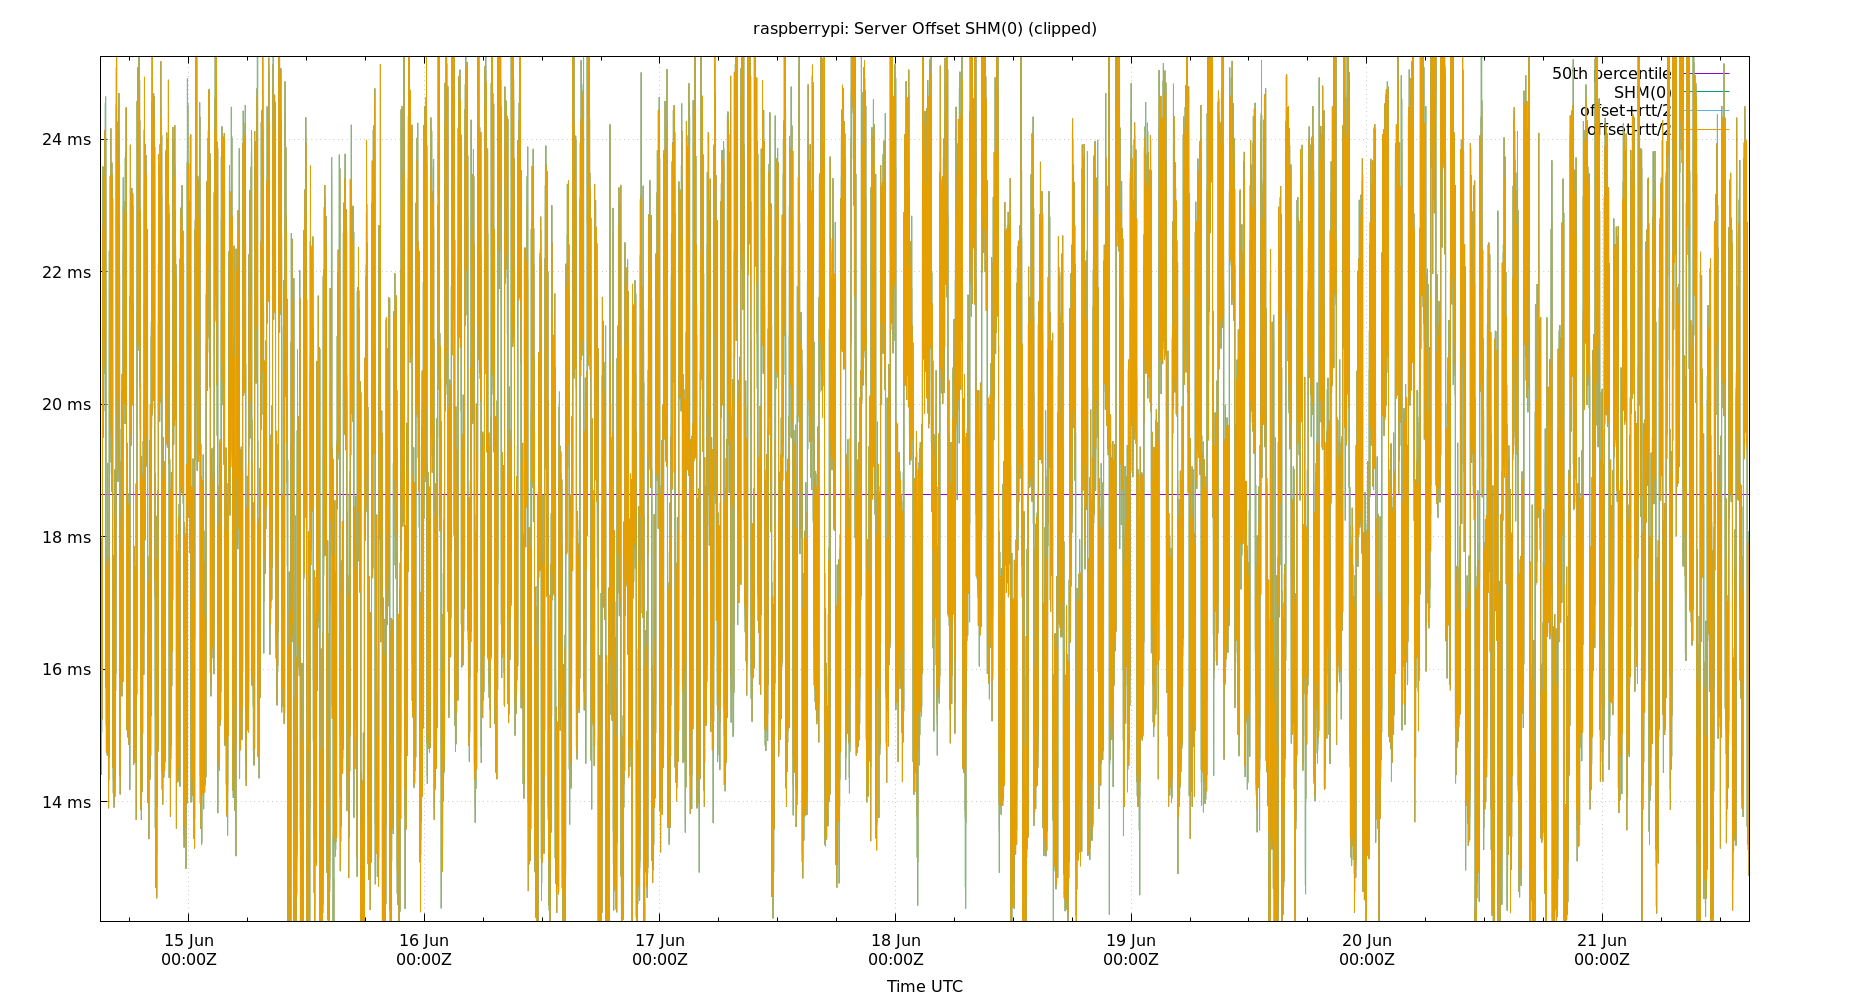 raspberrypi: Server Offset SHM(0) (clipped)
50th percentile
SHM(0)
offset+rtt/2
offset-rtt/2
24 ms
22 ms
20 ms
18 ms
16 ms
14 ms
15 Jun
00:00Z
16 Jun
00:00Z
17 Jun
00:00Z
18 Jun
00:00Z
19 Jun
00:00Z
20 Jun
00:00Z
21 Jun
00:00Z
Time UTC